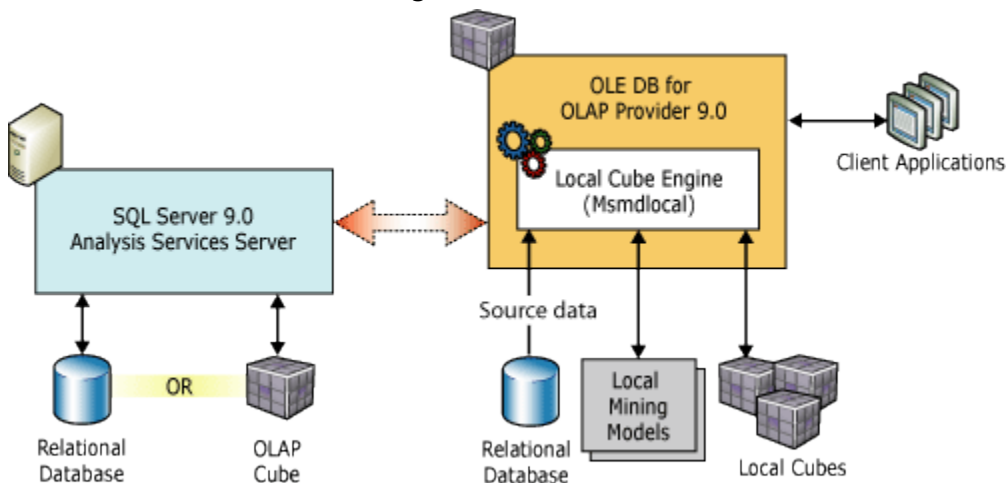 OLE DB for
OLAP Provider 9.0
Local Cube Engine
(Msmdlocal)
Client Applications
SQL Server 9.0
Analysis Services Server
Source data
OR
Relational
Database
OLAP
Cube
Relational
Database
Local
Mining
Models
Local Cubes